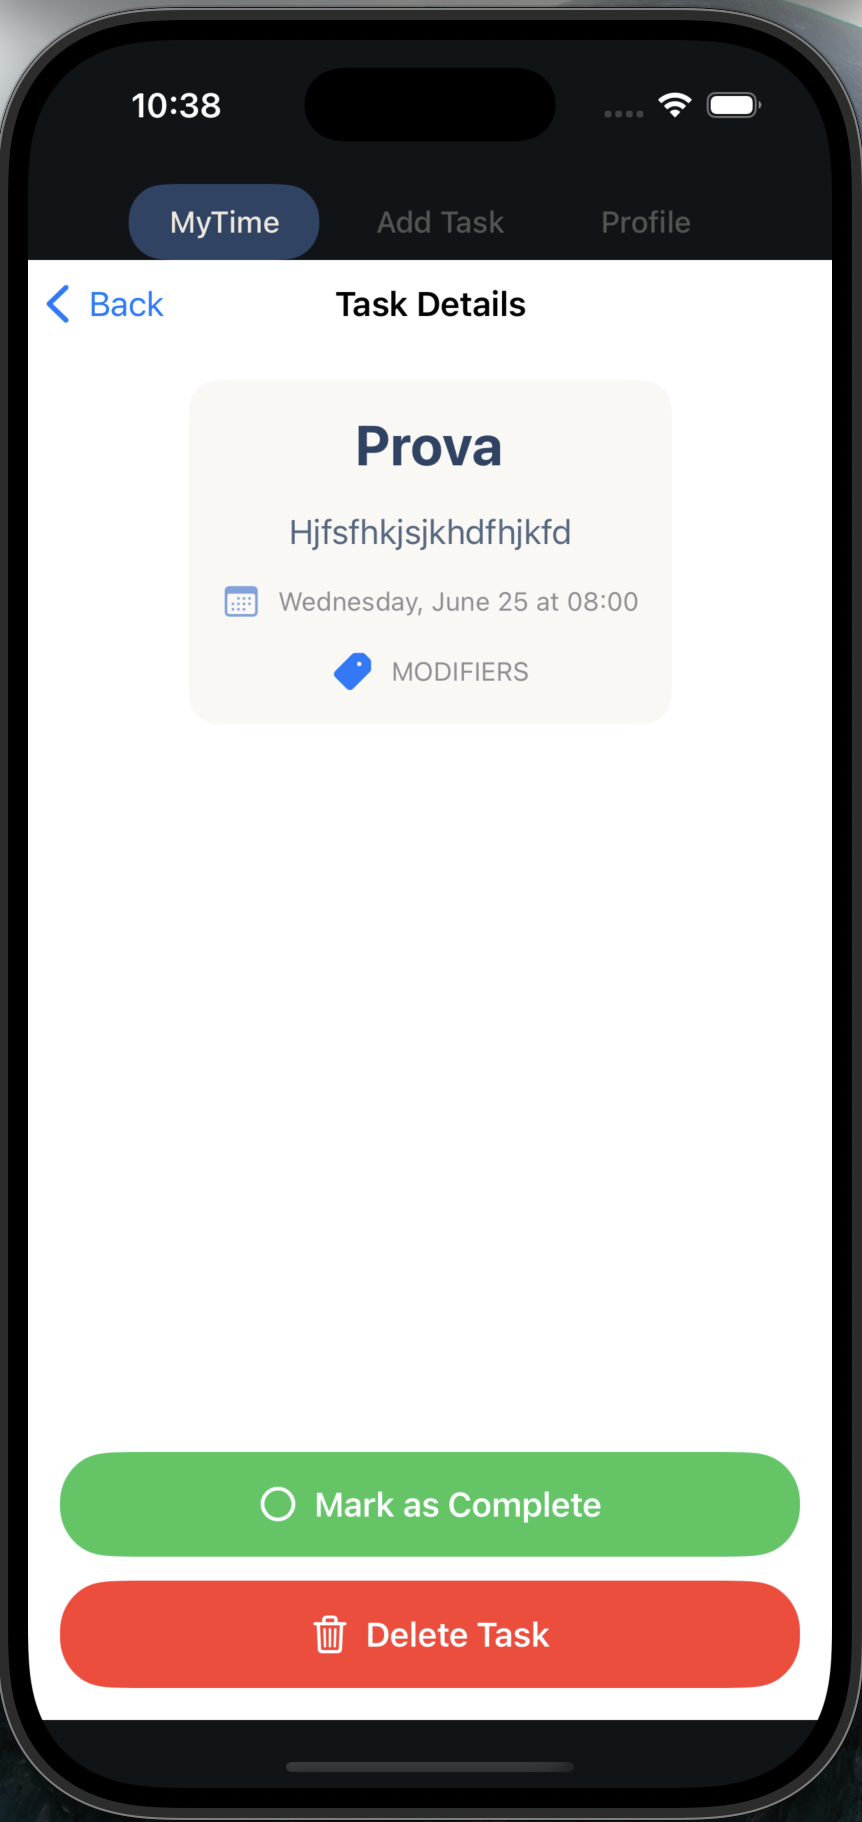 10:38
MyTime Add Task Profile
Back Task Details
Prova
Hjfsfhkjsjkhdfhjkfd
Wednesday, June 25 at 08:00
MODIFIERS
Mark as Complete
Delete Task